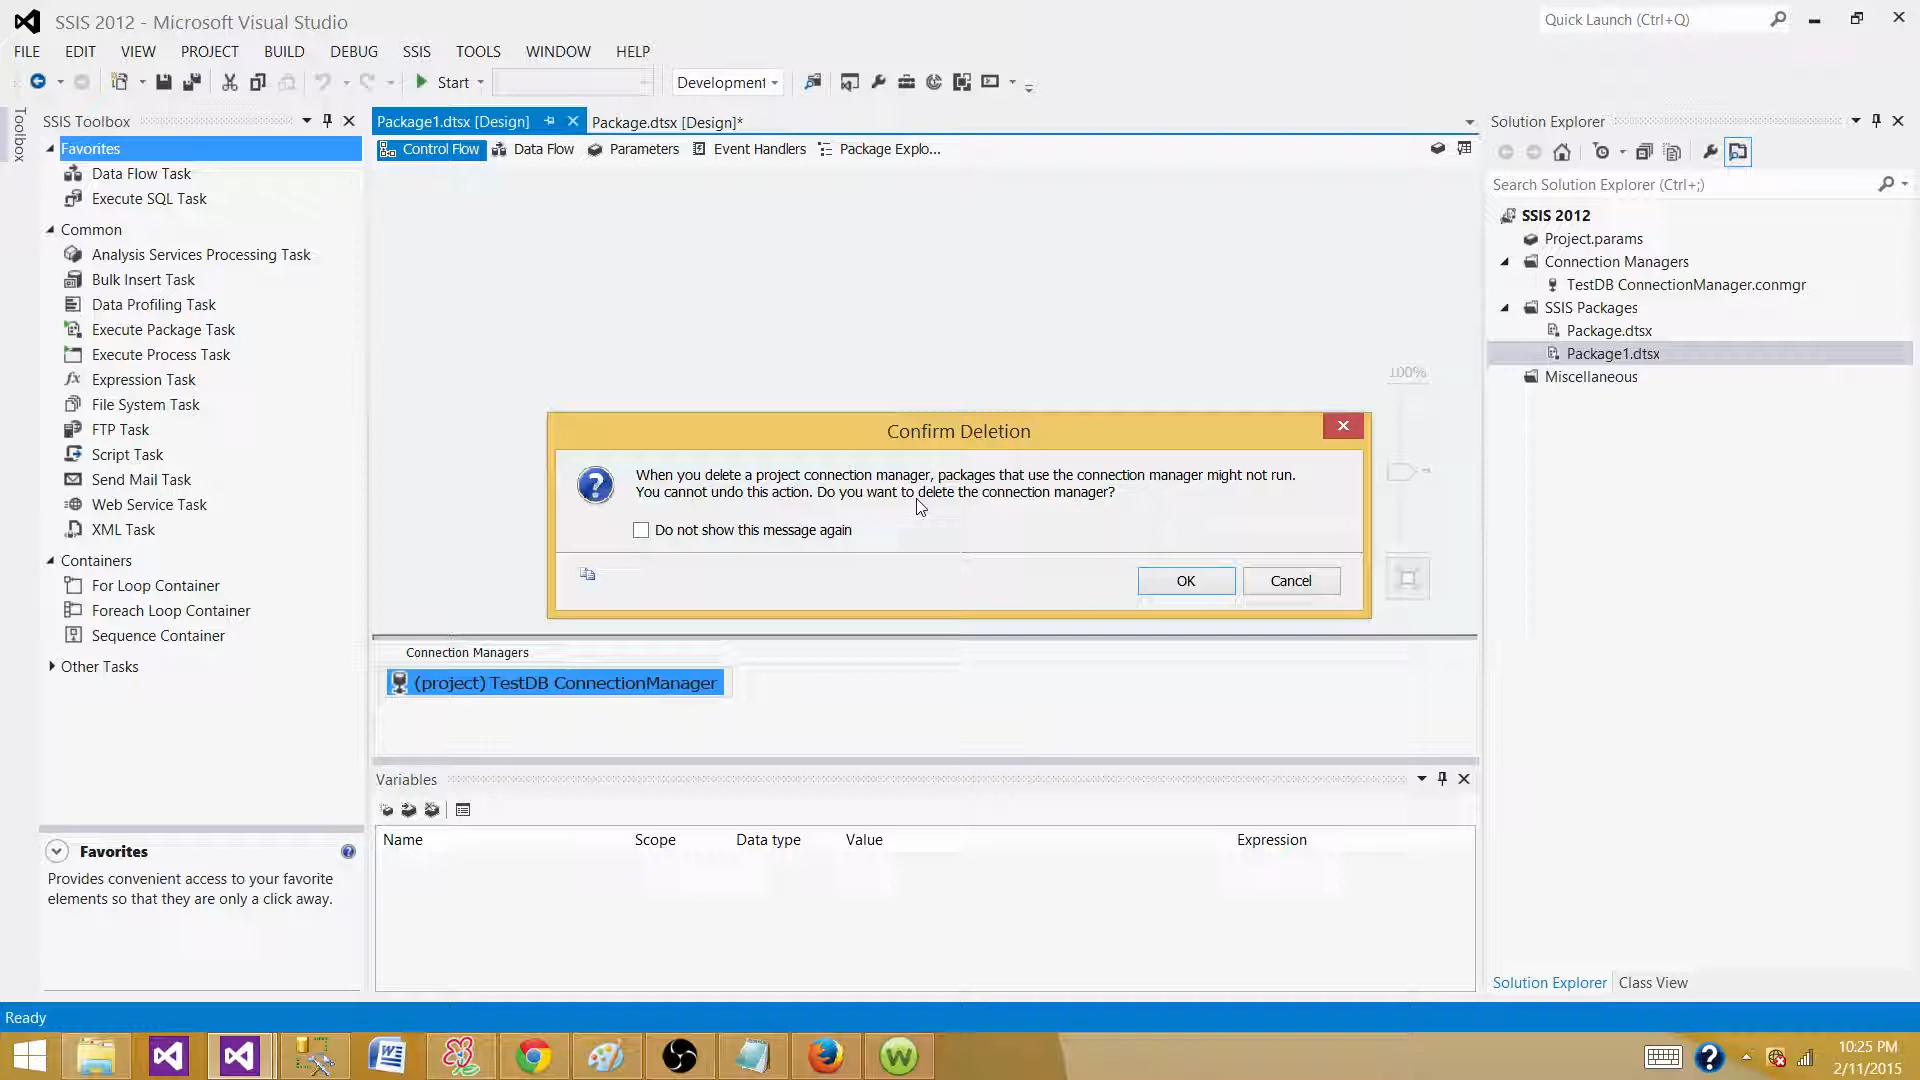 SSIS 2012 - Microsoft Visual Studio
Quick Launch (Ctrl+Q)
FILE EDIT VIEW PROJECT BUILD DEBUG SSIS TOOLS WINDOW HELP
Start Development
Toolbox
SSIS Toolbox
Favorites
Data Flow Task
Execute SQL Task
Common
Analysis Services Processing Task
Bulk Insert Task
Data Profiling Task
Execute Package Task
Execute Process Task
Expression Task
File System Task
FTP Task
Script Task
Send Mail Task
Web Service Task
XML Task
Containers
For Loop Container
Foreach Loop Container
Sequence Container
Other Tasks
Favorites
Provides convenient access to your favorite
elements so that they are only a click away.
Package1.dtsx [Design] Package.dtsx [Design]*
Control Flow Data Flow Parameters Event Handlers Package Explo...
100%
Confirm Deletion
When you delete a project connection manager, packages that use the connection manager might not run.
You cannot undo this action. Do you want to delete the connection manager?
Do not show this message again
OK Cancel
Connection Managers
(project) TestDB ConnectionManager
Variables
Name Scope Data type Value Expression
Solution Explorer
Search Solution Explorer (Ctrl+;)
SSIS 2012
Project.params
Connection Managers
TestDB ConnectionManager.conmgr
SSIS Packages
Package.dtsx
Package1.dtsx
Miscellaneous
Solution Explorer Class View
Ready
10:25 PM
2/11/2015